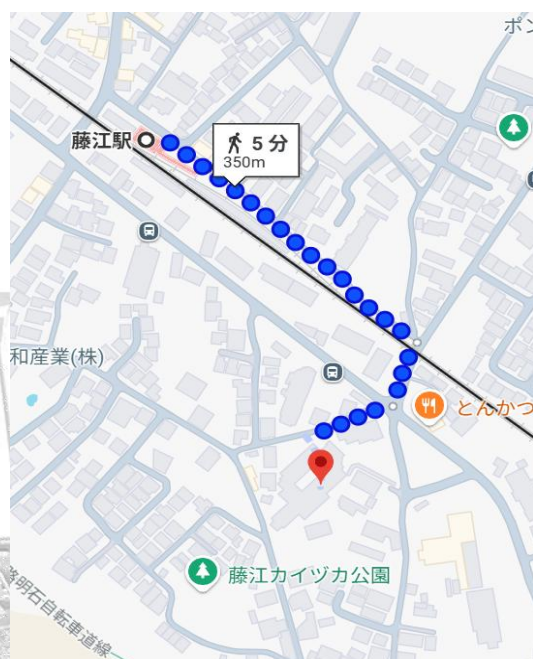 ポン
藤江駅
5 分
350m
和産業(株)
とんかつ
藤江カイヅカ公園
路明石自転車道線